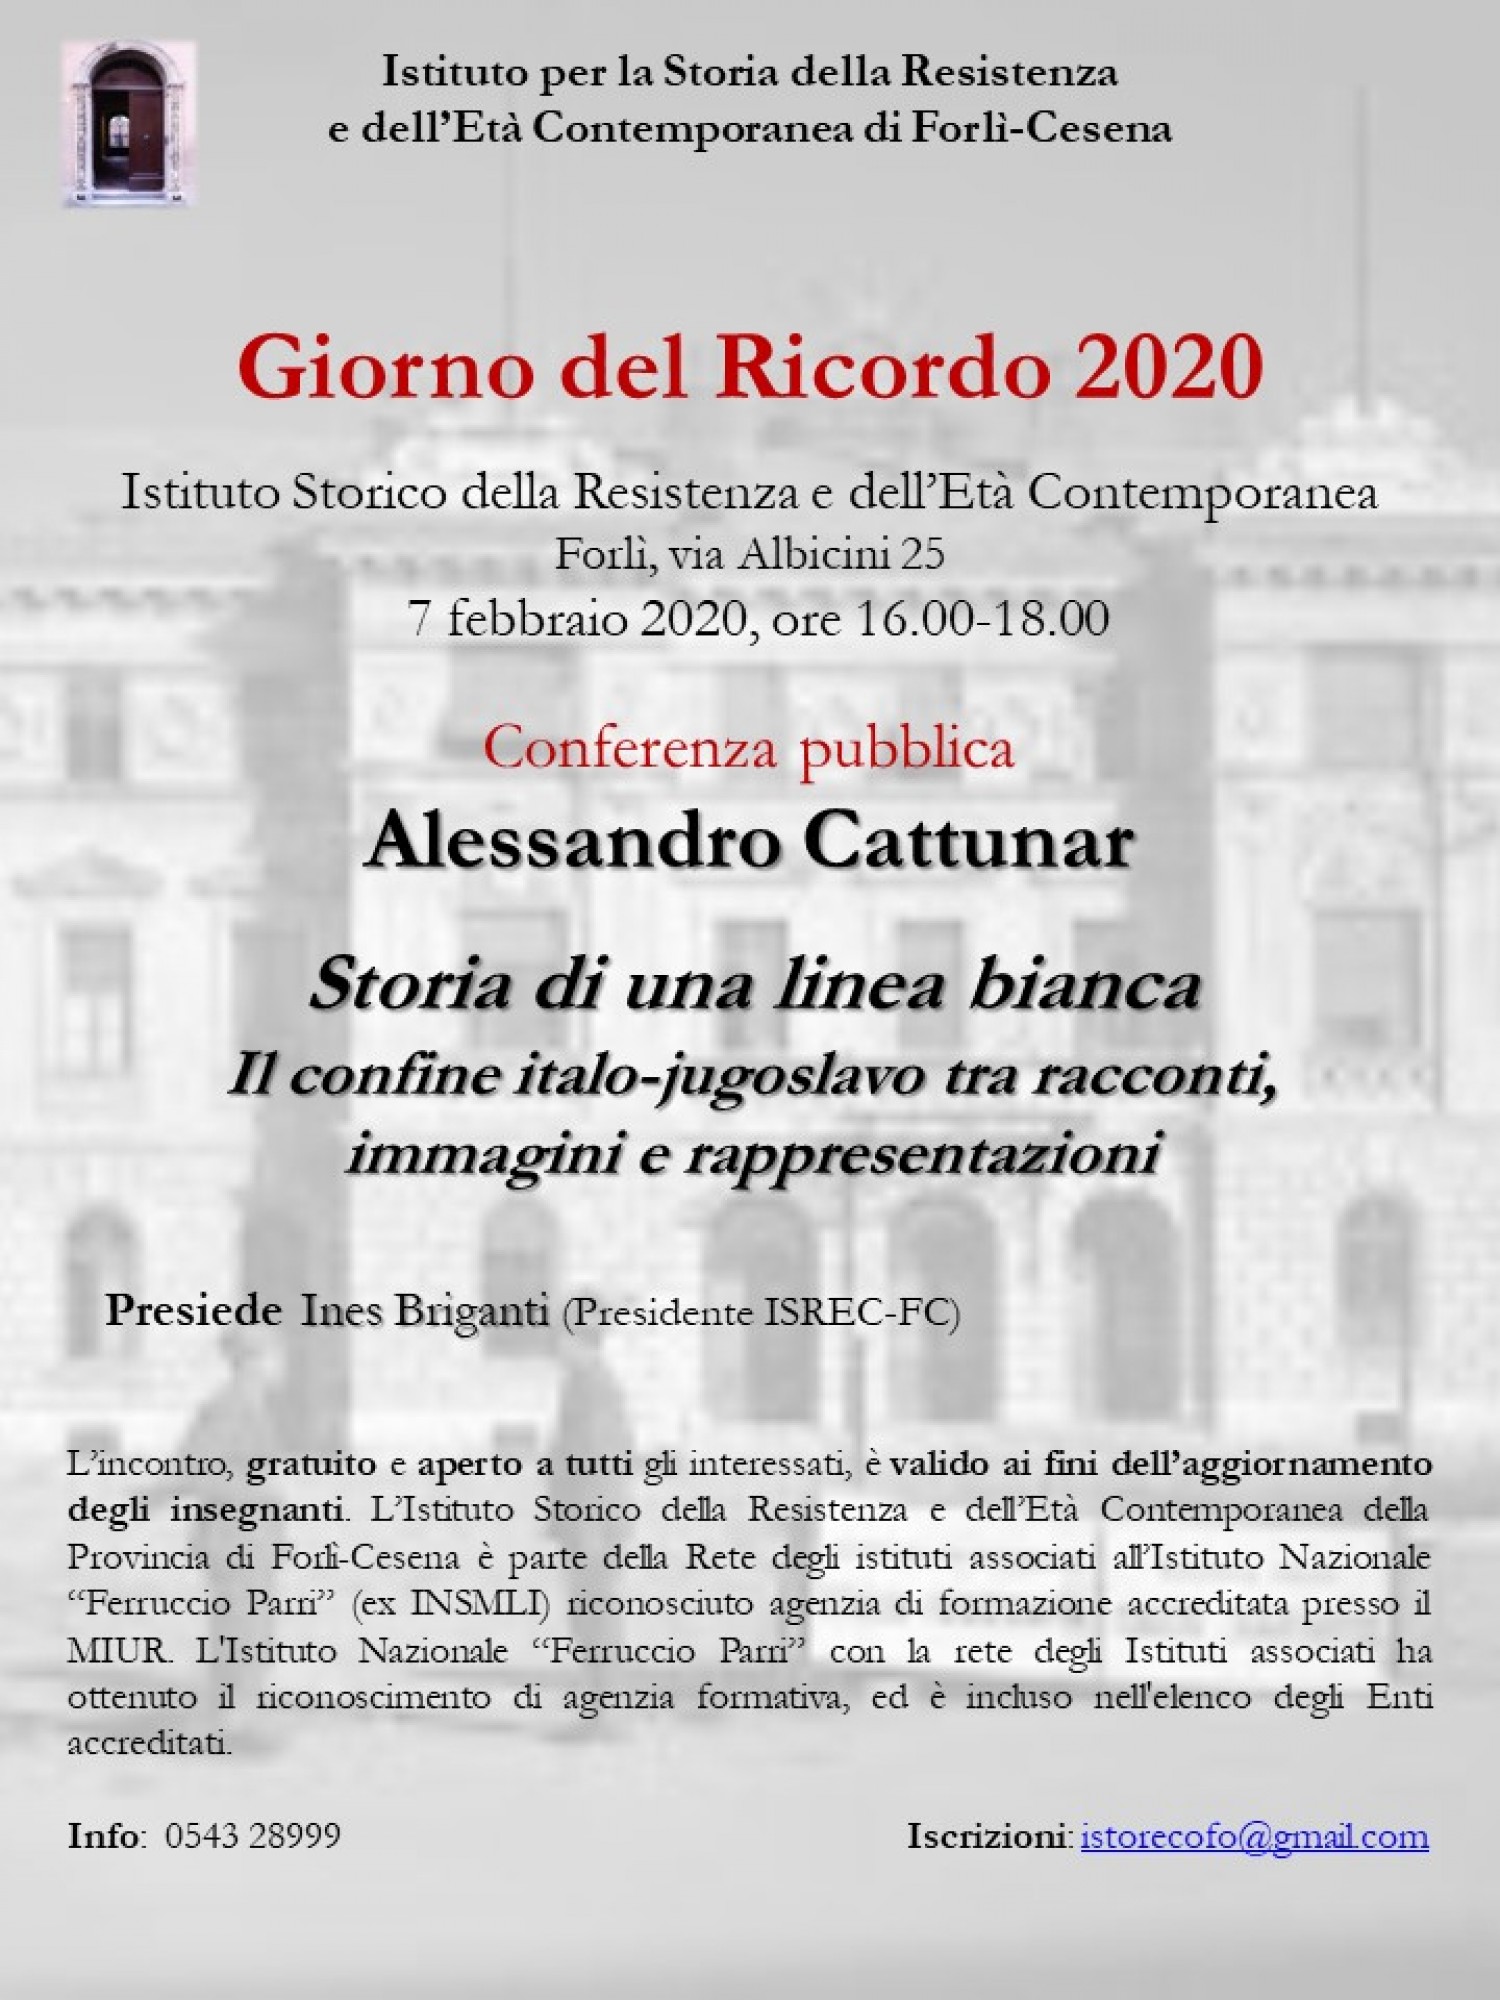 Istituto per la Storia della Resistenza
e dell’Età Contemporanea di Forlì-Cesena
Giorno del Ricordo 2020
Istituto Storico della Resistenza e dell’Età Contemporanea
Forlì, via Albicini 25
7 febbraio 2020, ore 16.00-18.00
Conferenza pubblica
Alessandro Cattunar
Storia di una linea bianca
Il confine italo-jugoslavo tra racconti,
immagini e rappresentazioni
Presiede Ines Briganti (Presidente ISREC-FC)
L’incontro, gratuito e aperto a tutti gli interessati, è valido ai fini dell’aggiornamento
degli insegnanti. L’Istituto Storico della Resistenza e dell’Età Contemporanea della
Provincia di Forlì-Cesena è parte della Rete degli istituti associati all’Istituto Nazionale
“Ferruccio Parri” (ex INSMLI) riconosciuto agenzia di formazione accreditata presso il
MIUR. L'Istituto Nazionale “Ferruccio Parri” con la rete degli Istituti associati ha
ottenuto il riconoscimento di agenzia formativa, ed è incluso nell'elenco degli Enti
accreditati.
Info: 0543 28999
Iscrizioni: istorecofo@gmail.com